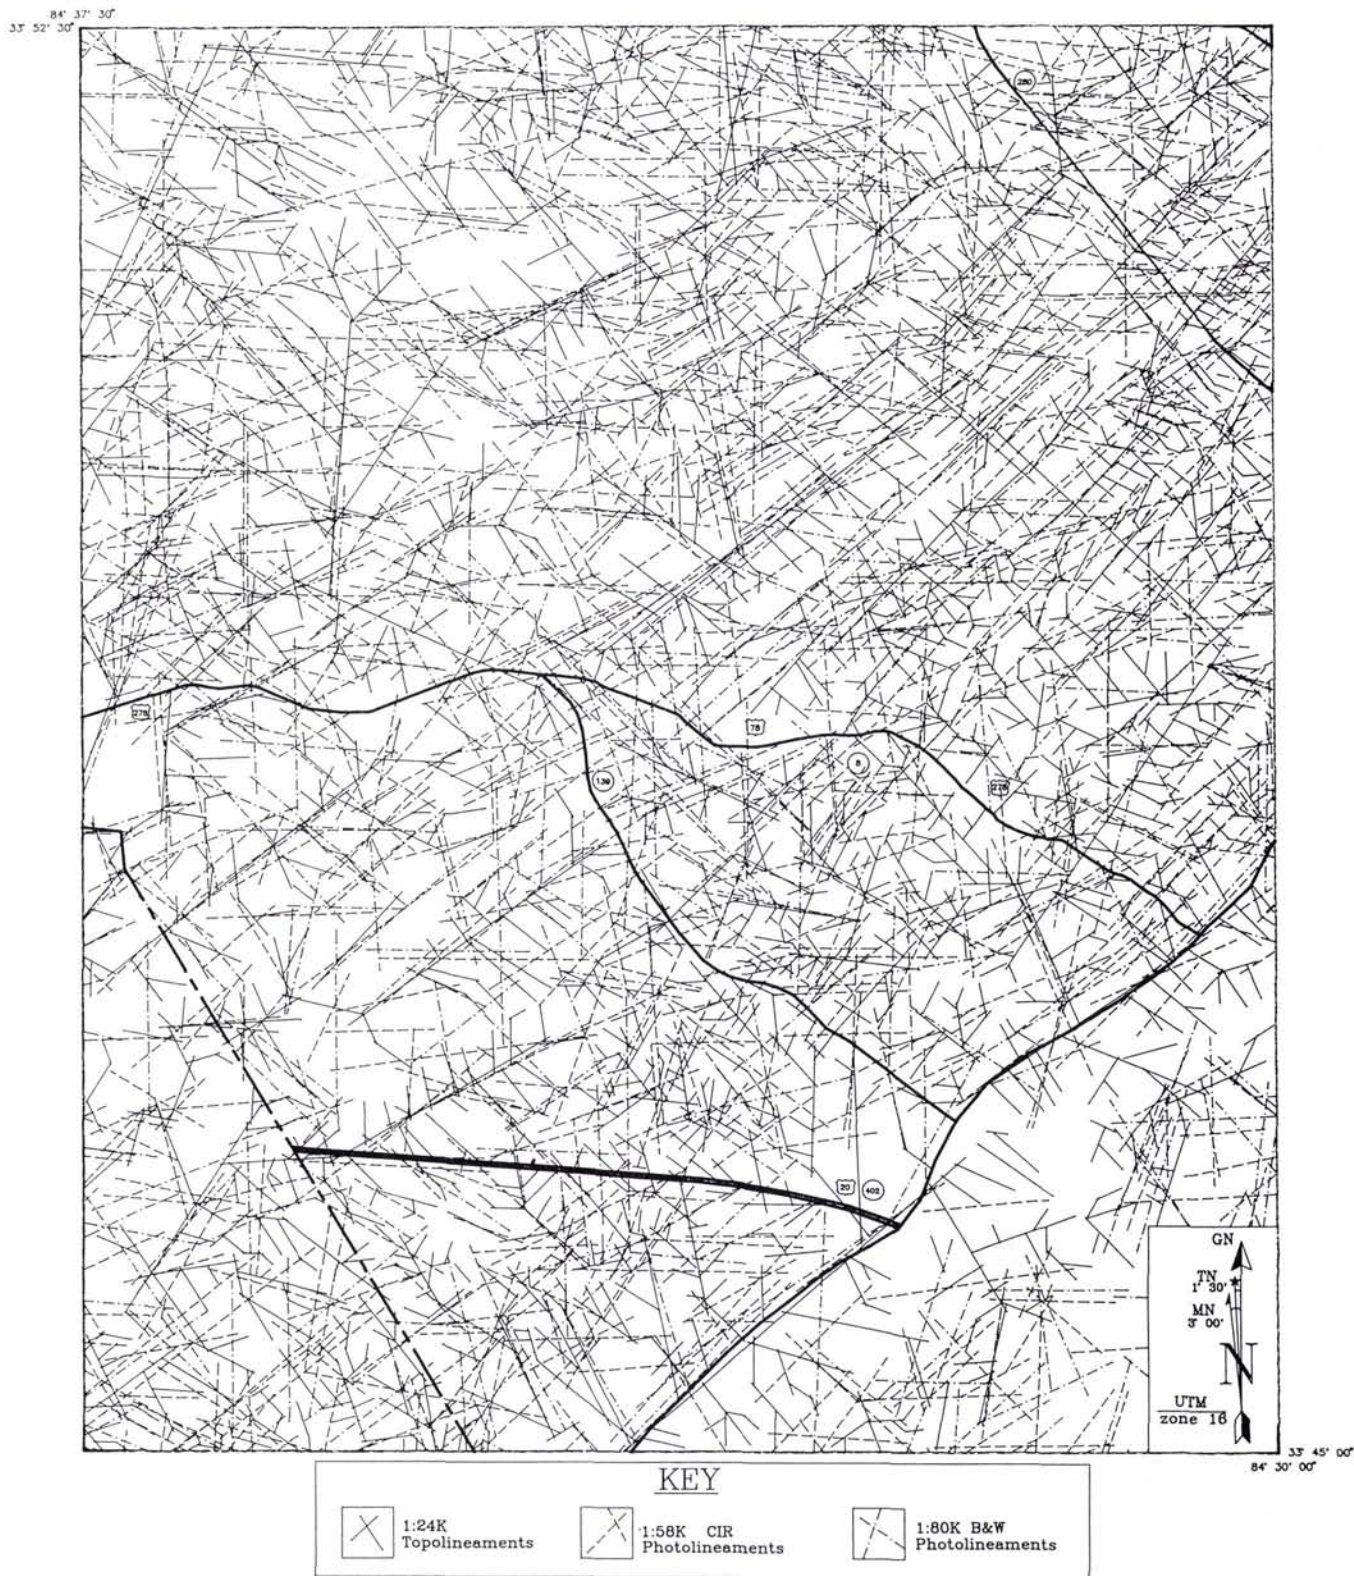 84° 37' 30"
33° 52' 30"
280
278
78
139
8
278
20
402
GN
TN
1° 30'
MN
3° 00'
N
UTM
zone 16
33° 45' 00"
84° 30' 00"
KEY
1:24K
Topolineaments
1:58K CIR
Photolineaments
1:80K B&W
Photolineaments